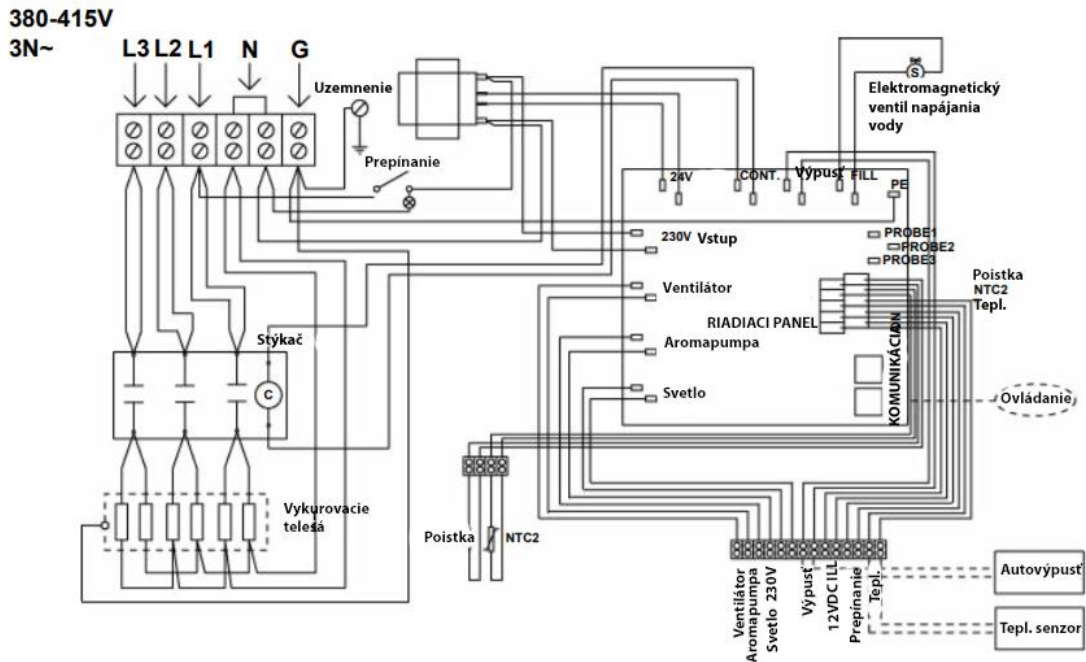 380-415V
3N~
L3 L2 L1 N G
Uzemnenie
Prepínanie
S
Elektromagnetický
ventil napájania
vody
24V
CONT.
Výpusť
FILL
PE
230V Vstup
PROBE1
PROBE2
PROBE3
Ventilátor
RIADIACI PANEL
Poistka
NTC2
Tepl.
Aromapumpa
Stýkač
C
Svetlo
KOMUNIKÁCIA
Ovládanie
Vykurovacie
telesá
Poistka
NTC2
Ventilátor
Aromapumpa
Svetlo 230V
Výpusť
12VDC ILL
Prepínanie
Tepl.
Autovýpusť
Tepl. senzor